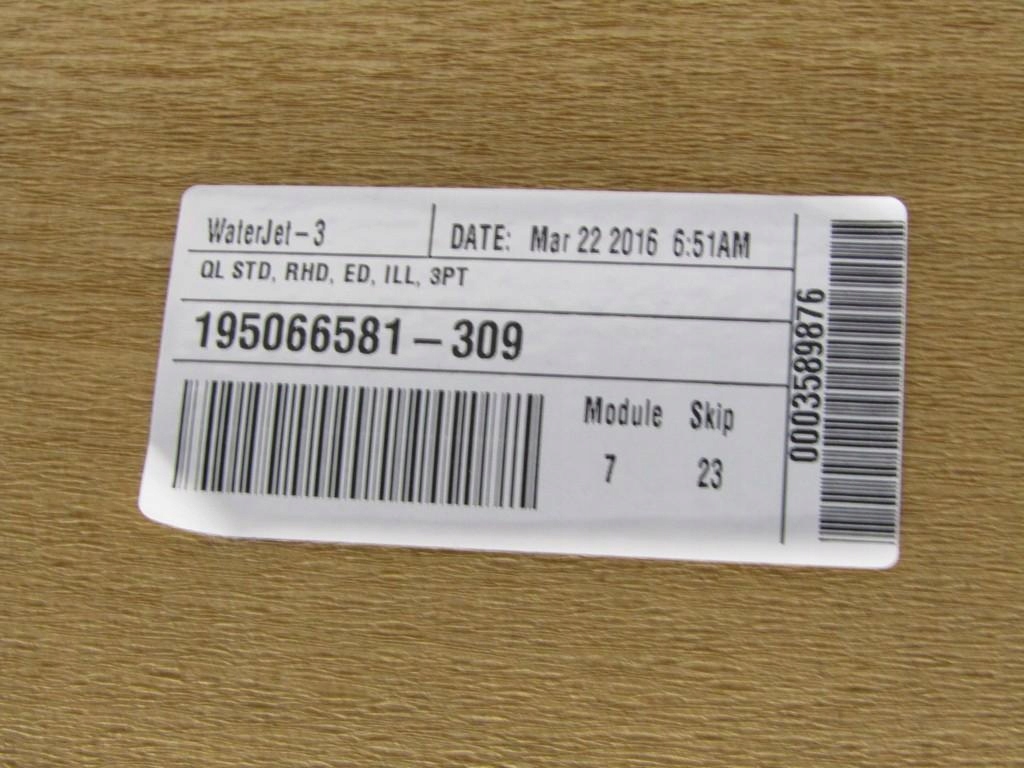 WaterJet-3
DATE: Mar 22 2016 6:51AM
QL STD, RHD, ED, ILL, 3PT
195066581-309
Module Skip
7 23
0003589876